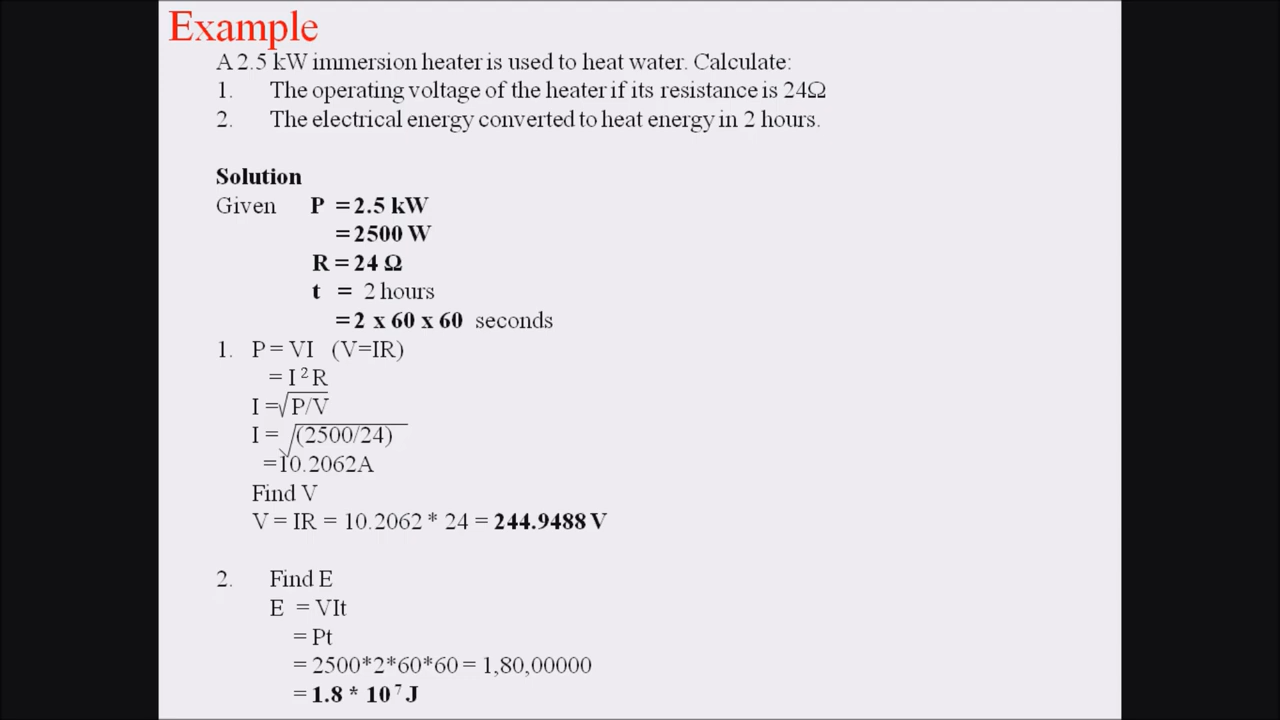 Example
A 2.5 kW immersion heater is used to heat water. Calculate:
1. The operating voltage of the heater if its resistance is 24Ω
2. The electrical energy converted to heat energy in 2 hours.
Solution
Given P = 2.5 kW
= 2500 W
R = 24 Ω
t = 2 hours
= 2 x 60 x 60 seconds
1. P = VI (V=IR)
= I²R
I =√P/V
I = √(2500/24)
=10.2062A
Find V
V = IR = 10.2062 * 24 = 244.9488 V
2. Find E
E = VIt
= Pt
= 2500*2*60*60 = 1,80,00000
= 1.8 * 10⁷ J